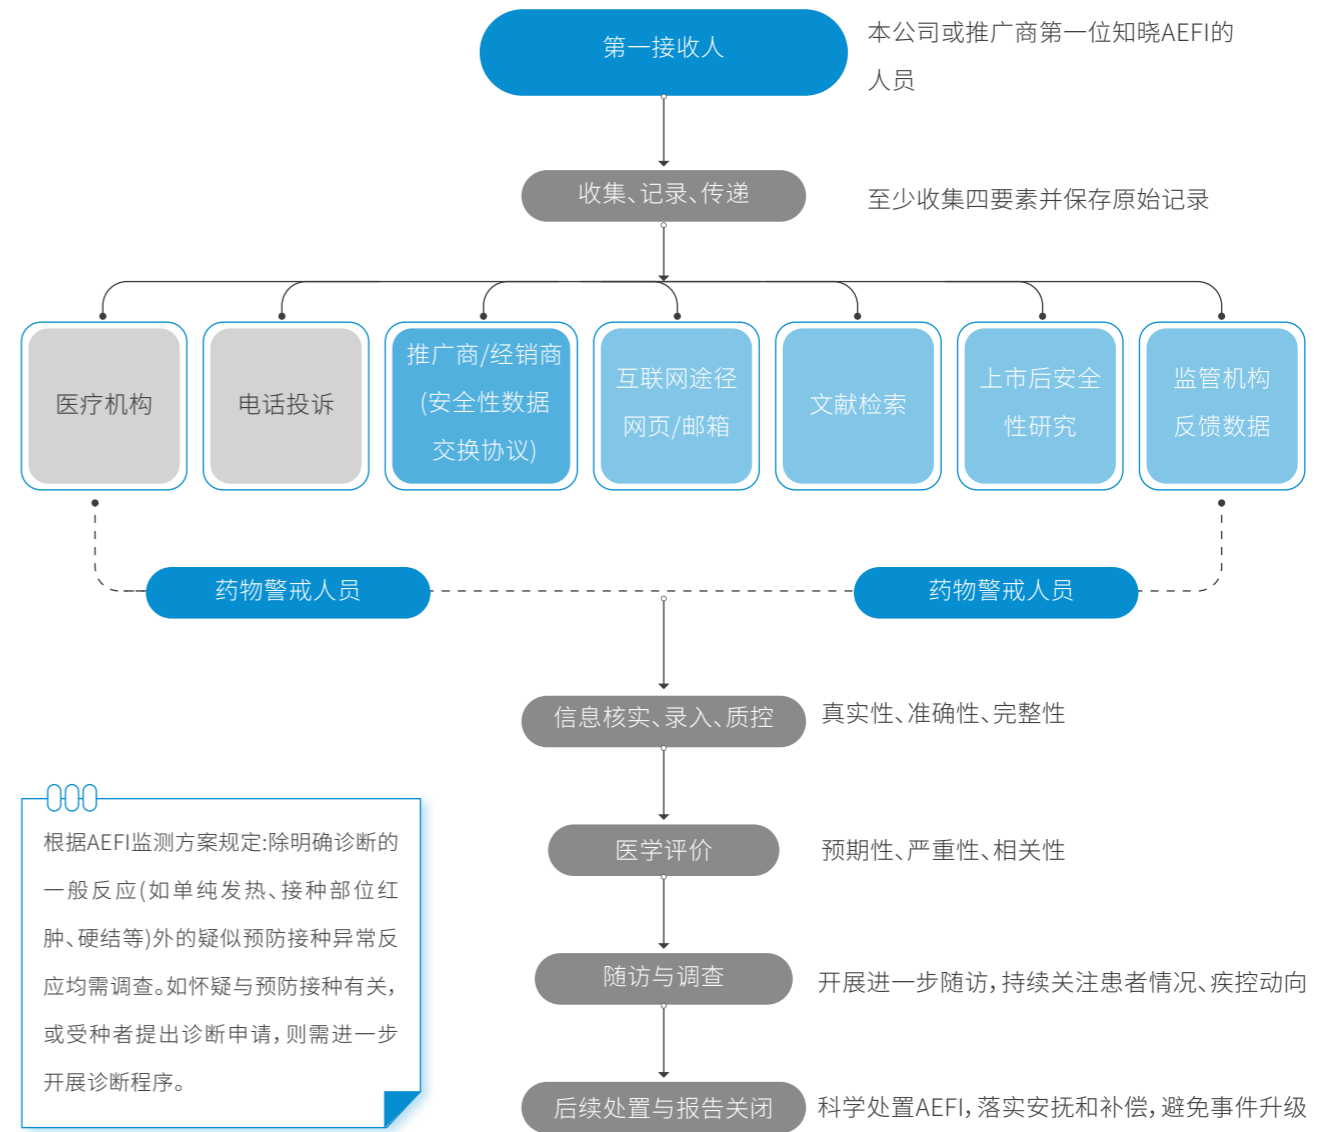 第一接收人
本公司或推广商第一位知晓AEFI的
人员
收集、记录、传递
至少收集四要素并保存原始记录
医疗机构
电话投诉
推广商/经销商
(安全性数据
交换协议)
互联网途径
网页/邮箱
文献检索
上市后安全
性研究
监管机构
反馈数据
药物警戒人员
药物警戒人员
信息核实、录入、质控
真实性、准确性、完整性
医学评价
预期性、严重性、相关性
随访与调查
开展进一步随访，持续关注患者情况、疾控动向
后续处置与报告关闭
科学处置AEFI，落实安抚和补偿，避免事件升级
根据AEFI监测方案规定:除明确诊断的
一般反应(如单纯发热、接种部位红
肿、硬结等)外的疑似预防接种异常反
应均需调查。如怀疑与预防接种有关，
或受种者提出诊断申请，则需进一步
开展诊断程序。